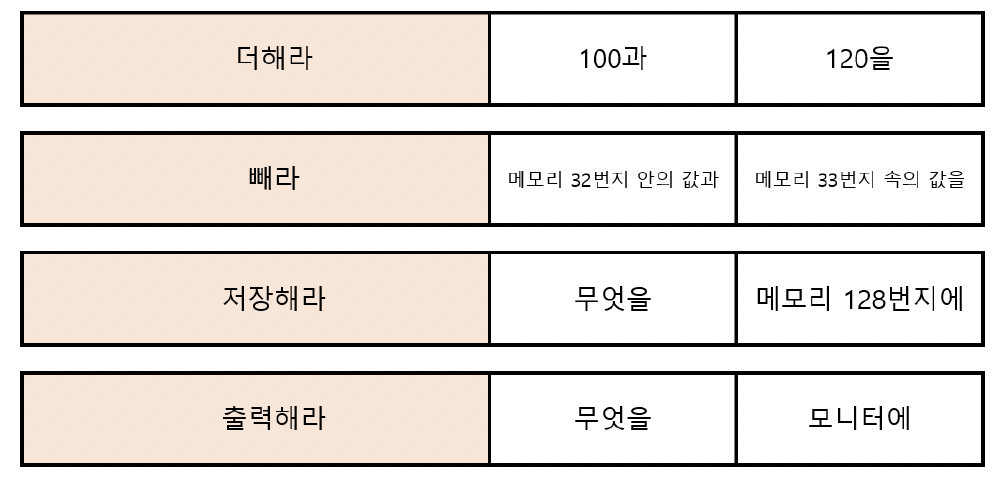 더해라 100과 120을
빼라 메모리 32번지 안의 값과 메모리 33번지 속의 값을
저장해라 무엇을 메모리 128번지에
출력해라 무엇을 모니터에